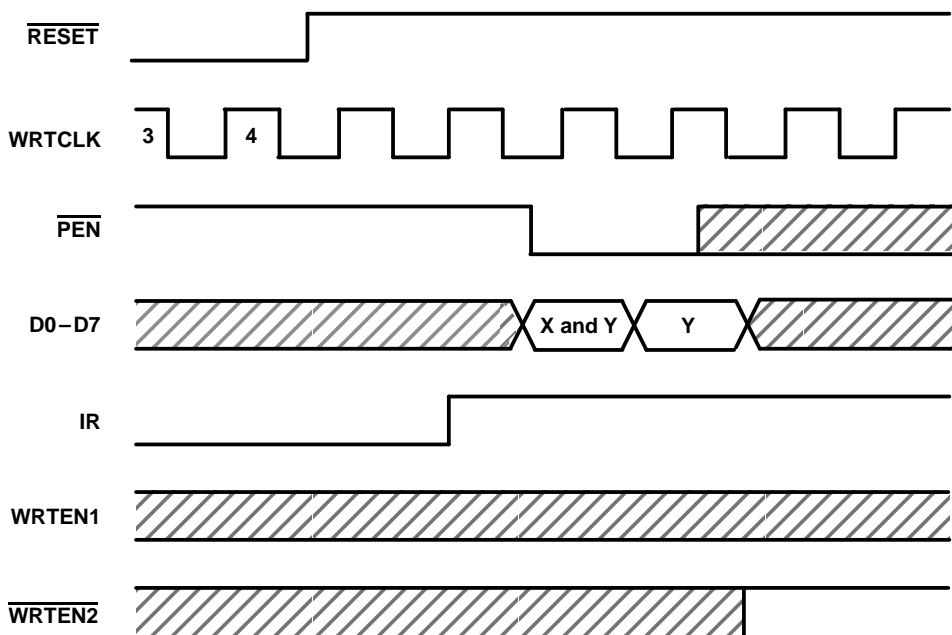 RESET
WRTCLK 3 4
PEN
D0–D7 X and Y Y
IR
WRTEN1
WRTEN2